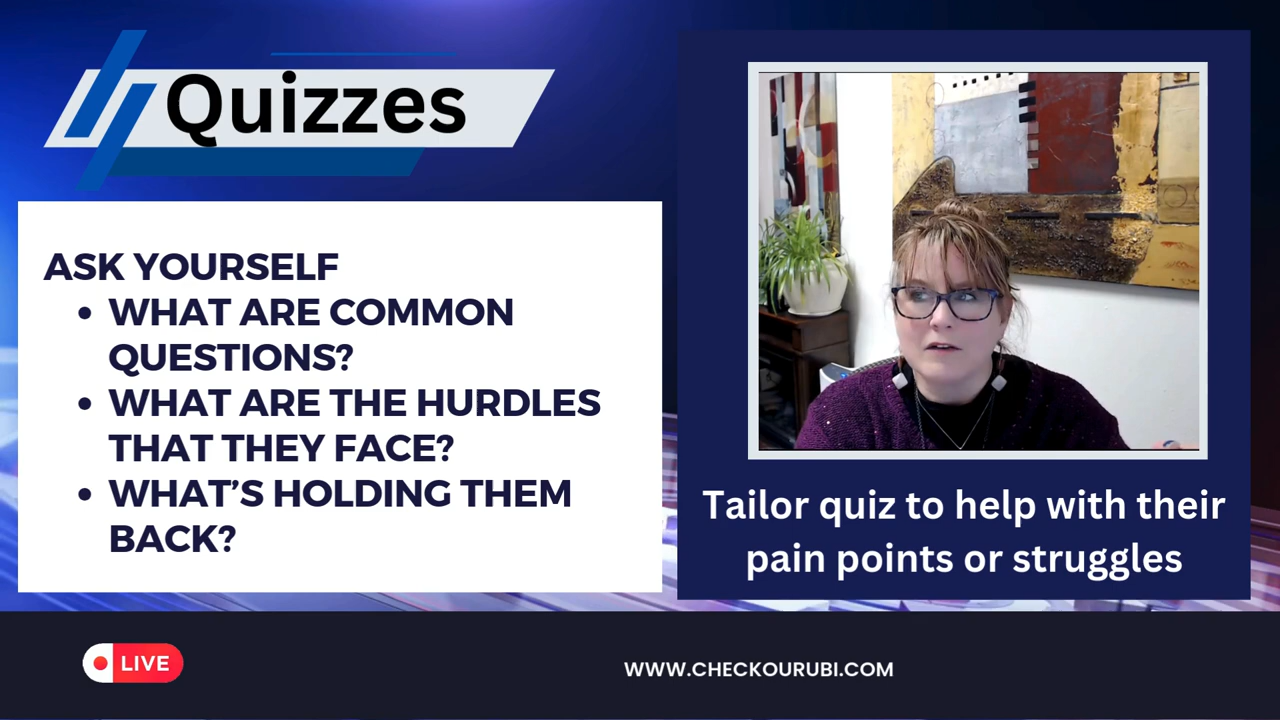 Quizzes
ASK YOURSELF
• WHAT ARE COMMON
QUESTIONS?
• WHAT ARE THE HURDLES
THAT THEY FACE?
• WHAT’S HOLDING THEM
BACK?
Tailor quiz to help with their
pain points or struggles
LIVE
WWW.CHECKOURUBI.COM